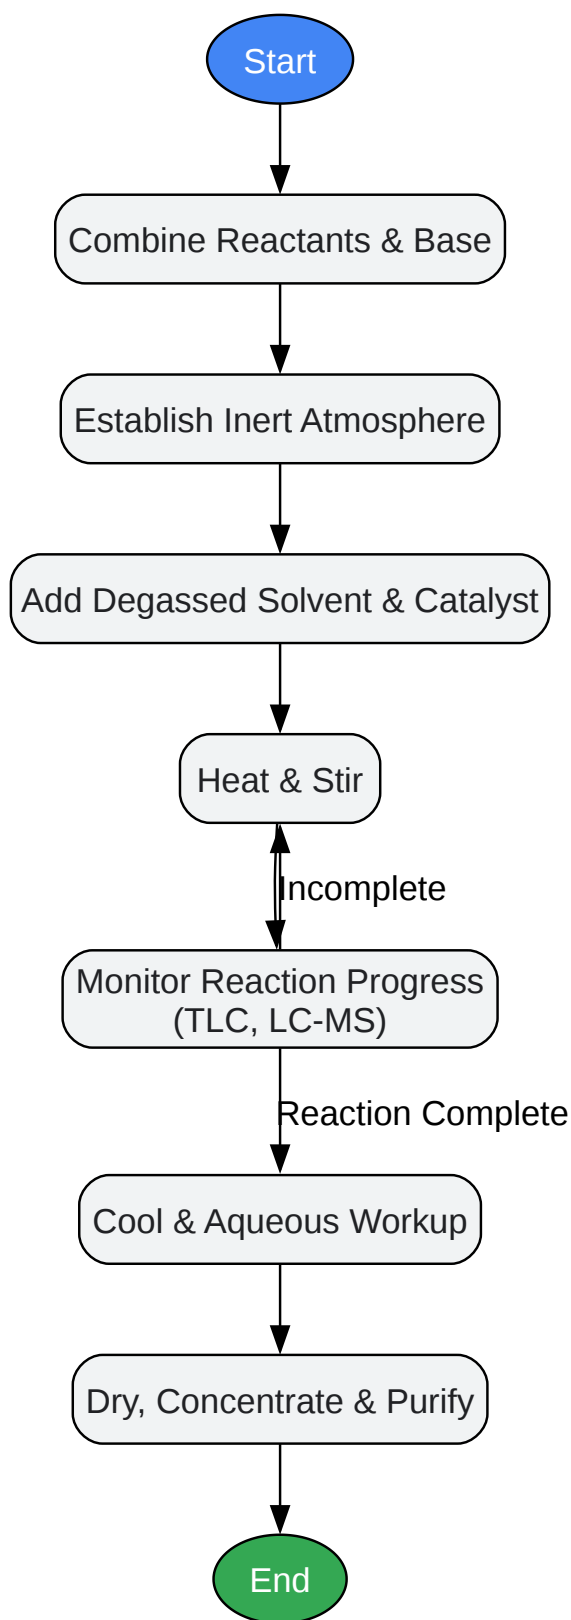 Start
Combine Reactants & Base
Establish Inert Atmosphere
Add Degassed Solvent & Catalyst
Heat & Stir
Incomplete
Monitor Reaction Progress
(TLC, LC-MS)
Reaction Complete
Cool & Aqueous Workup
Dry, Concentrate & Purify
End